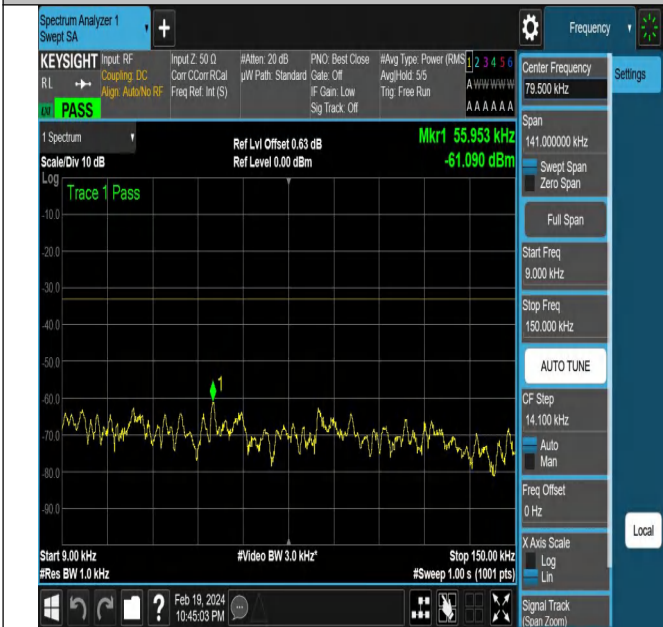 Spectrum Analyzer 1
Swept SA
+
Frequency
KEYSIGHT
RL
PASS
Input: RF
Coupling: DC
Align: Auto/No RF
Input Z: 50 Ω
Corr CCorr RCal
Freq Ref: Int (S)
#Atten: 20 dB
µW Path: Standard
PNO: Best Close
Gate: Off
IF Gain: Low
Sig Track: Off
#Avg Type: Power (RMS
Avg|Hold: 5/5
Trig: Free Run
1 2 3 4 5 6
A W W W W W
A A A A A A
Center Frequency
79.500 kHz
Settings
1 Spectrum
Scale/Div 10 dB
Log
Ref Lvl Offset 0.63 dB
Ref Level 0.00 dBm
Mkr1 55.953 kHz
-61.090 dBm
Trace 1 Pass
-10.0
-20.0
-30.0
-40.0
-50.0
-60.0
-70.0
-80.0
-90.0
1
Start 9.00 kHz
#Res BW 1.0 kHz
#Video BW 3.0 kHz*
Stop 150.00 kHz
#Sweep 1.00 s (1001 pts)
Span
141.000000 kHz
Swept Span
Zero Span
Full Span
Start Freq
9.000 kHz
Stop Freq
150.000 kHz
AUTO TUNE
CF Step
14.100 kHz
Auto
Man
Freq Offset
0 Hz
X Axis Scale
Log
Lin
Local
Signal Track
(Span Zoom)
?
Feb 19, 2024
10:45:03 PM